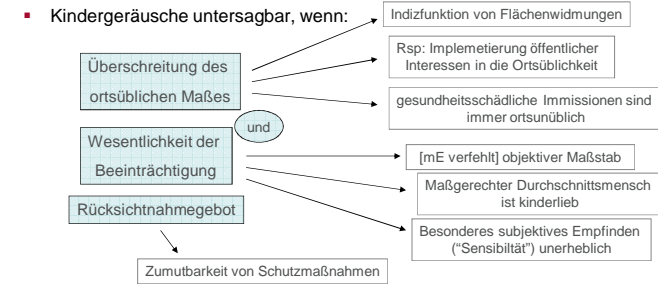 ▪ Kindergeräusche untersagbar, wenn:
Indizfunktion von Flächenwidmungen
Überschreitung des
ortsüblichen Maßes
Rsp: Implemetierung öffentlicher
Interessen in die Ortsüblichkeit
gesundheitsschädliche Immissionen sind
immer ortsunüblich
und
Wesentlichkeit der
Beeinträchtigung
[mE verfehlt] objektiver Maßstab
Maßgerechter Durchschnittsmensch
ist kinderlieb
Besonderes subjektives Empfinden
(“Sensibiltät”) unerheblich
Rücksichtnahmegebot
Zumutbarkeit von Schutzmaßnahmen